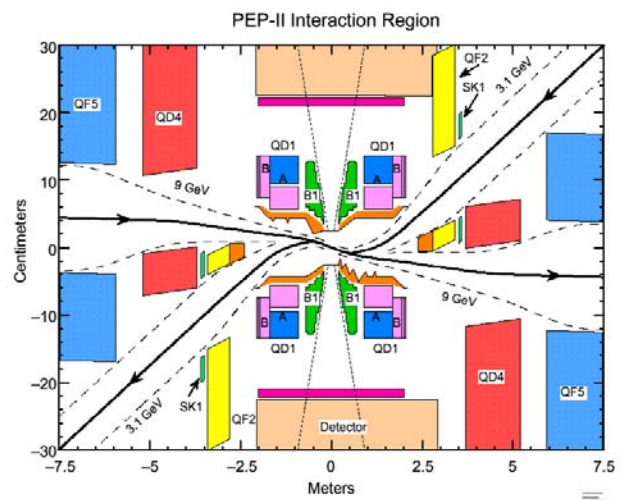 PEP-II Interaction Region
30
20
10
0
−10
−20
−30
Centimeters
QF5
QD4
QF2
SK1
3.1 GeV
9 GeV
QD1
QD1
B
A
B1
B1
A
B
B
A
B1
B1
A
B
QD1
QD1
9 GeV
SK1
3.1 GeV
QF2
Detector
QD4
QF5
−7.5
−5
−2.5
0
2.5
5
7.5
Meters